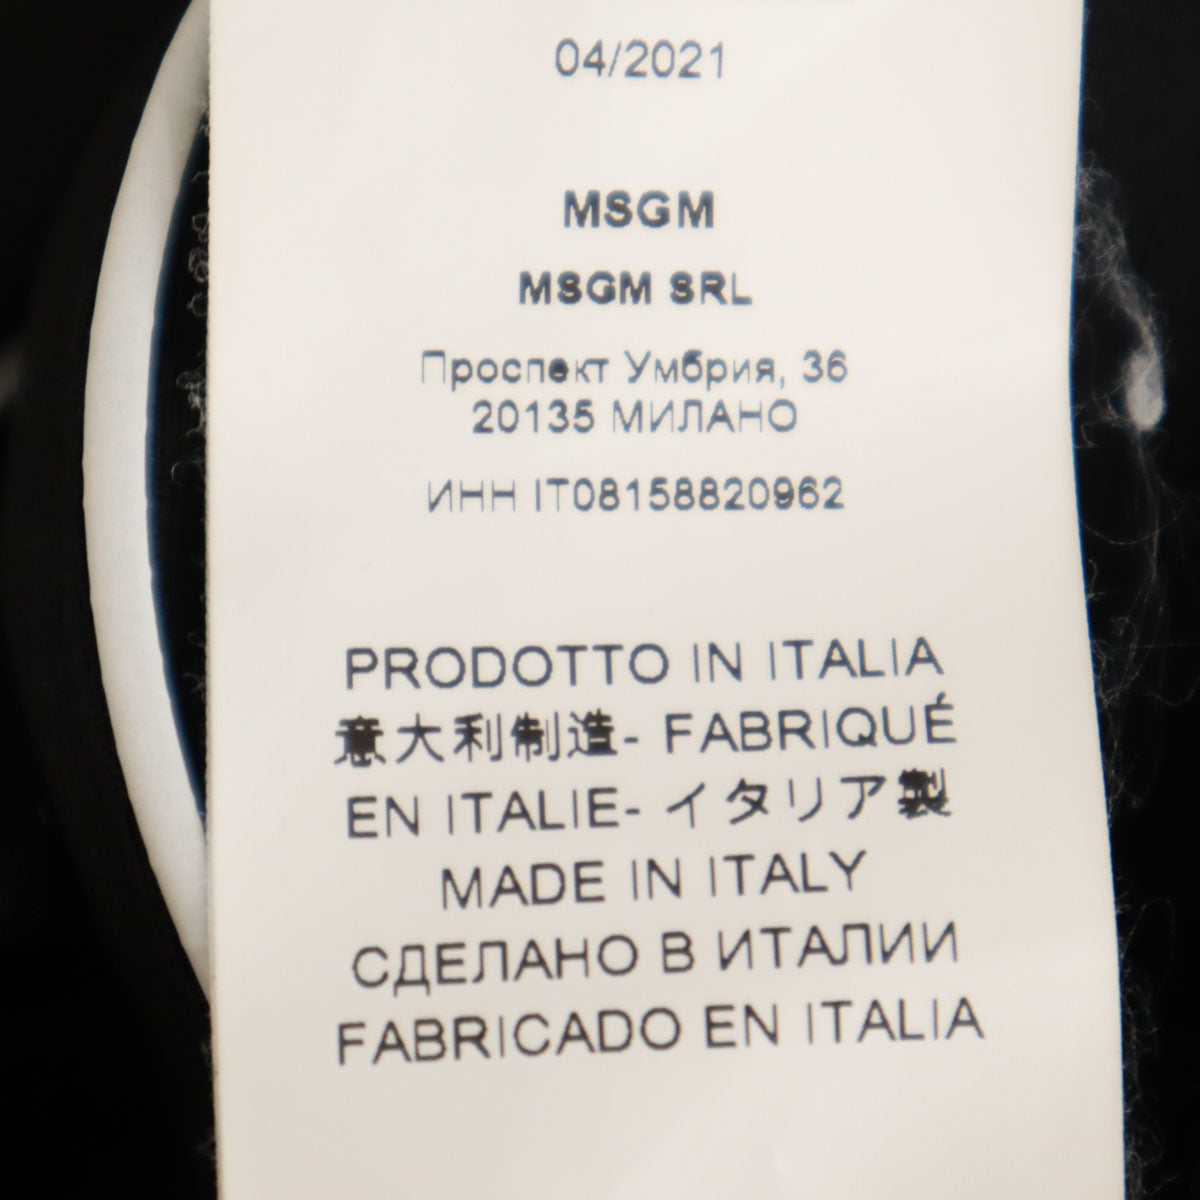 04/2021
MSGM
MSGM SRL
Проспект Умбрия, 36
20135 МИЛАНО
ИНН IT08158820962
PRODOTTO IN ITALIA
意大利制造- FABRIQUÉ
EN ITALIE- イタリア製
MADE IN ITALY
СДЕЛАНО В ИТАЛИИ
FABRICADO EN ITALIA